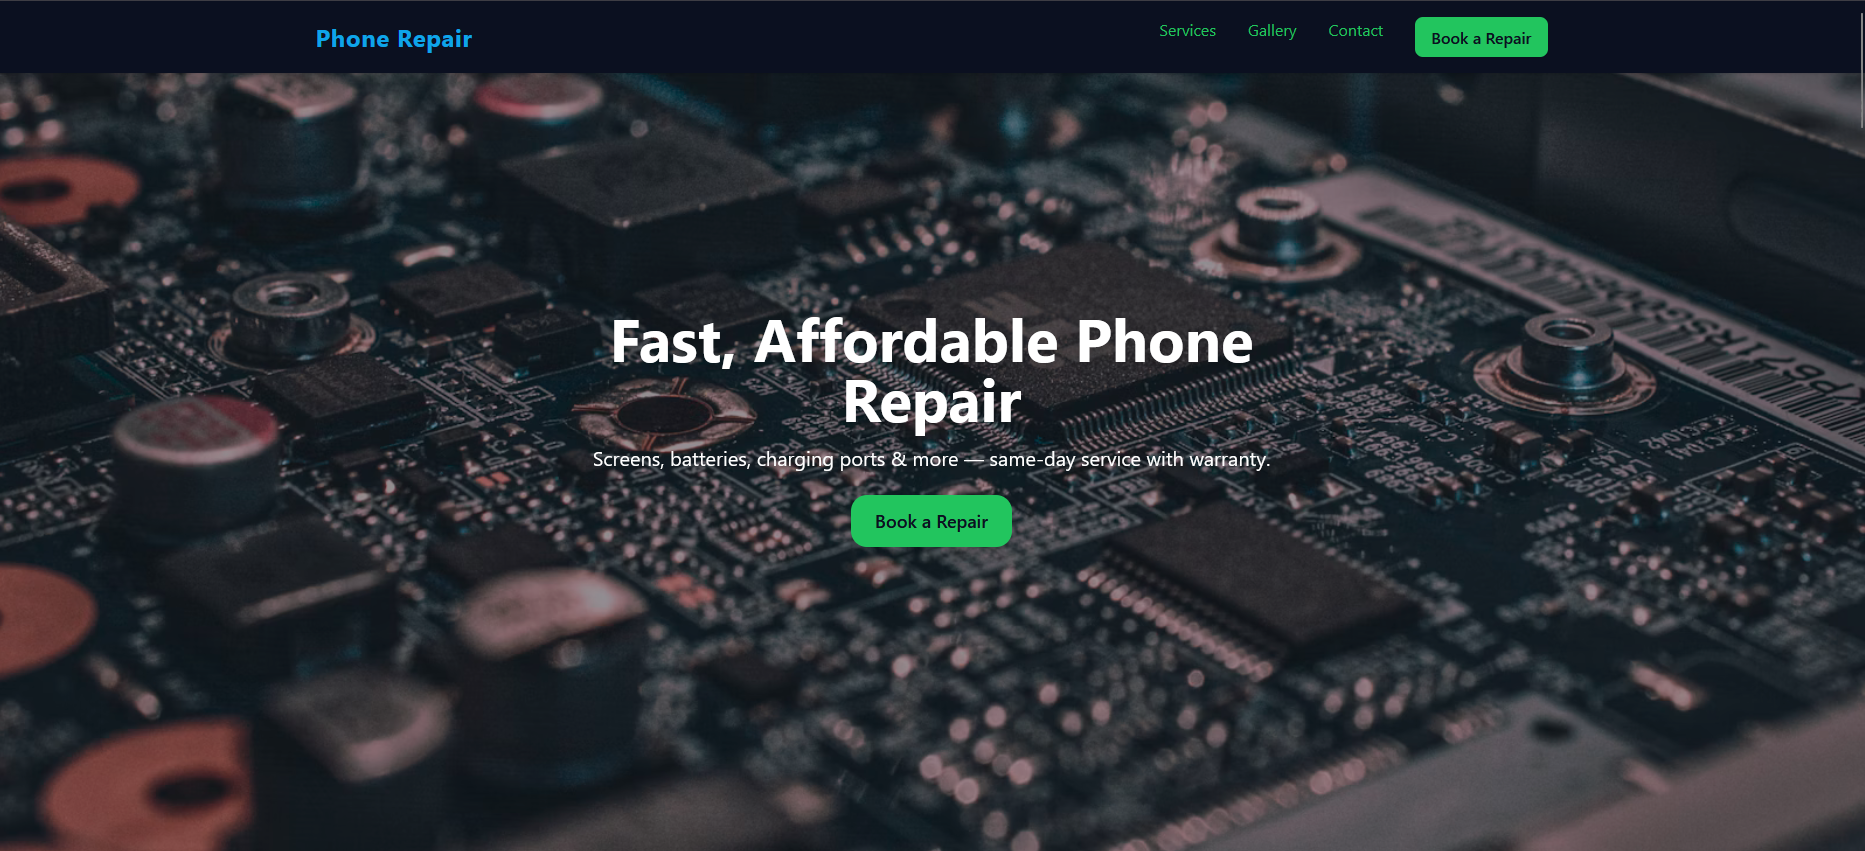 Phone Repair
Services
Gallery
Contact
Book a Repair
Fast, Affordable Phone
Repair
Screens, batteries, charging ports & more — same-day service with warranty.
Book a Repair